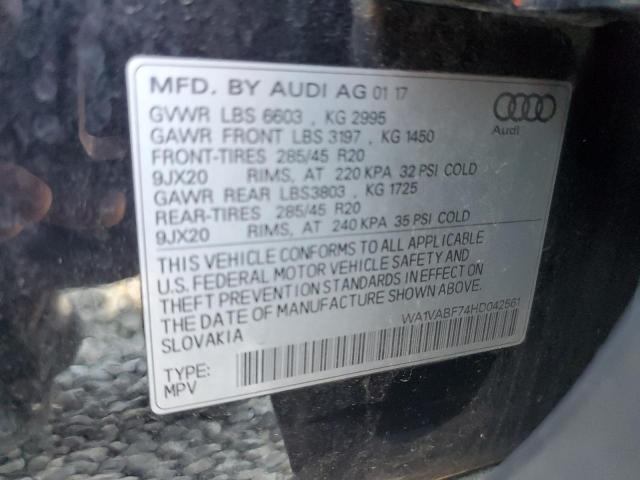 MFD. BY AUDI AG 01 17
GVWR LBS 6603 , KG 2995
GAWR FRONT LBS 3197 , KG 1450
FRONT-TIRES 285/45 R20
9JX20 RIMS, AT 220 KPA 32 PSI COLD
GAWR REAR LBS3803 , KG 1725
REAR-TIRES 285/45 R20
9JX20 RIMS, AT 240 KPA 35 PSI COLD
Audi
THIS VEHICLE CONFORMS TO ALL APPLICABLE
U.S. FEDERAL MOTOR VEHICLE SAFETY AND
THEFT PREVENTION STANDARDS IN EFFECT ON
THE DATE OF MANUFACTURE SHOWN ABOVE.
SLOVAKIA
WA1VABF74HD042561
TYPE:
MPV